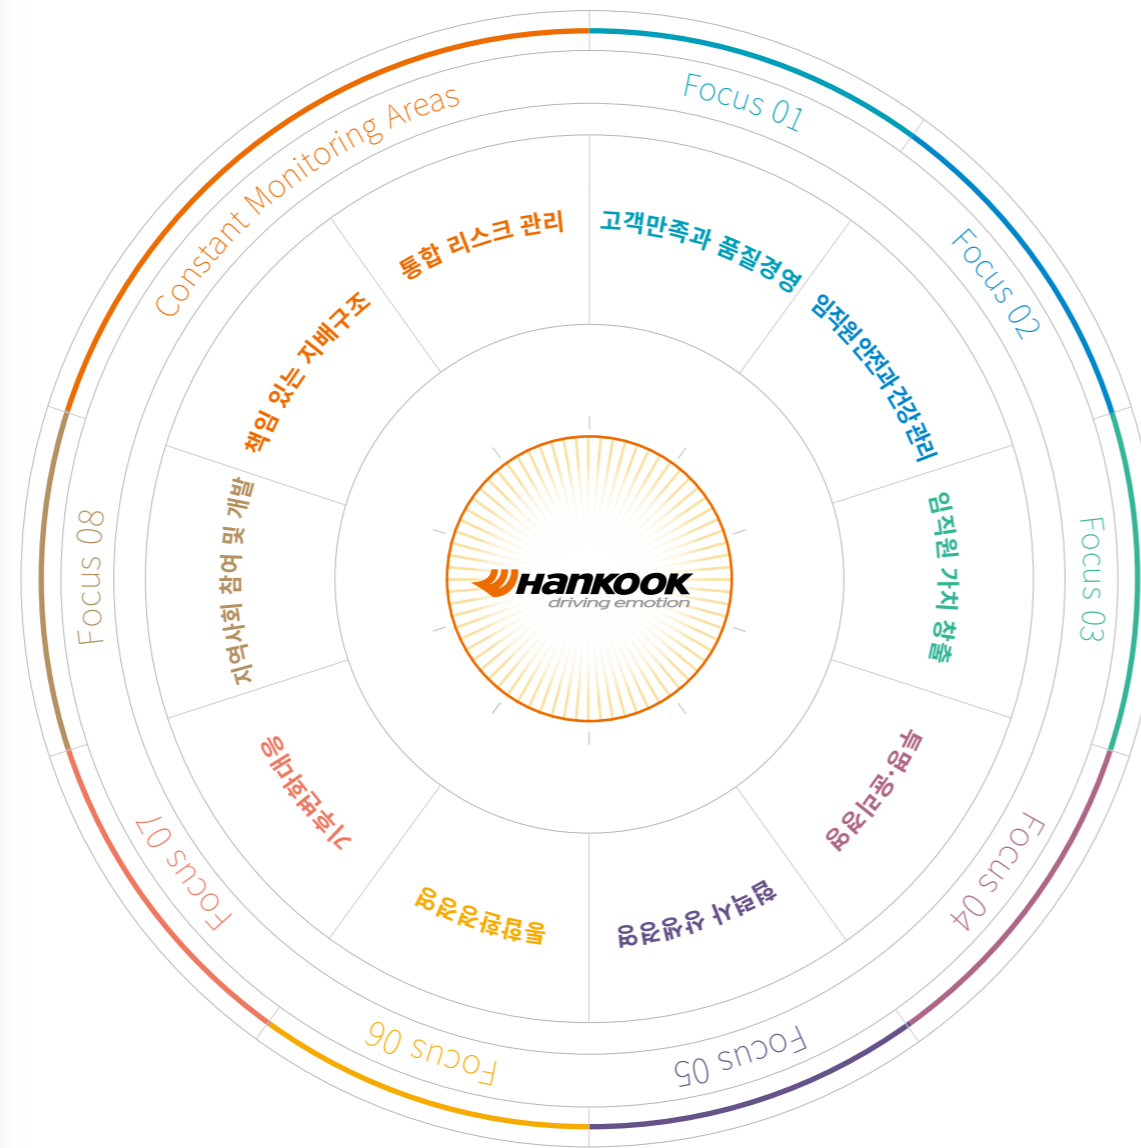 Constant Monitoring Areas
통합 리스크 관리
책임 있는 지배구조
Focus 01
고객만족과 품질경영
Focus 02
임직원 안전과 건강 관리
Focus 03
임직원 가치 창출
Focus 04
투명·윤리경영
Focus 05
협력사 상생경영
Focus 06
통합환경경영
Focus 07
기후변화대응
Focus 08
지역사회 참여 및 개발
Hankook
driving emotion